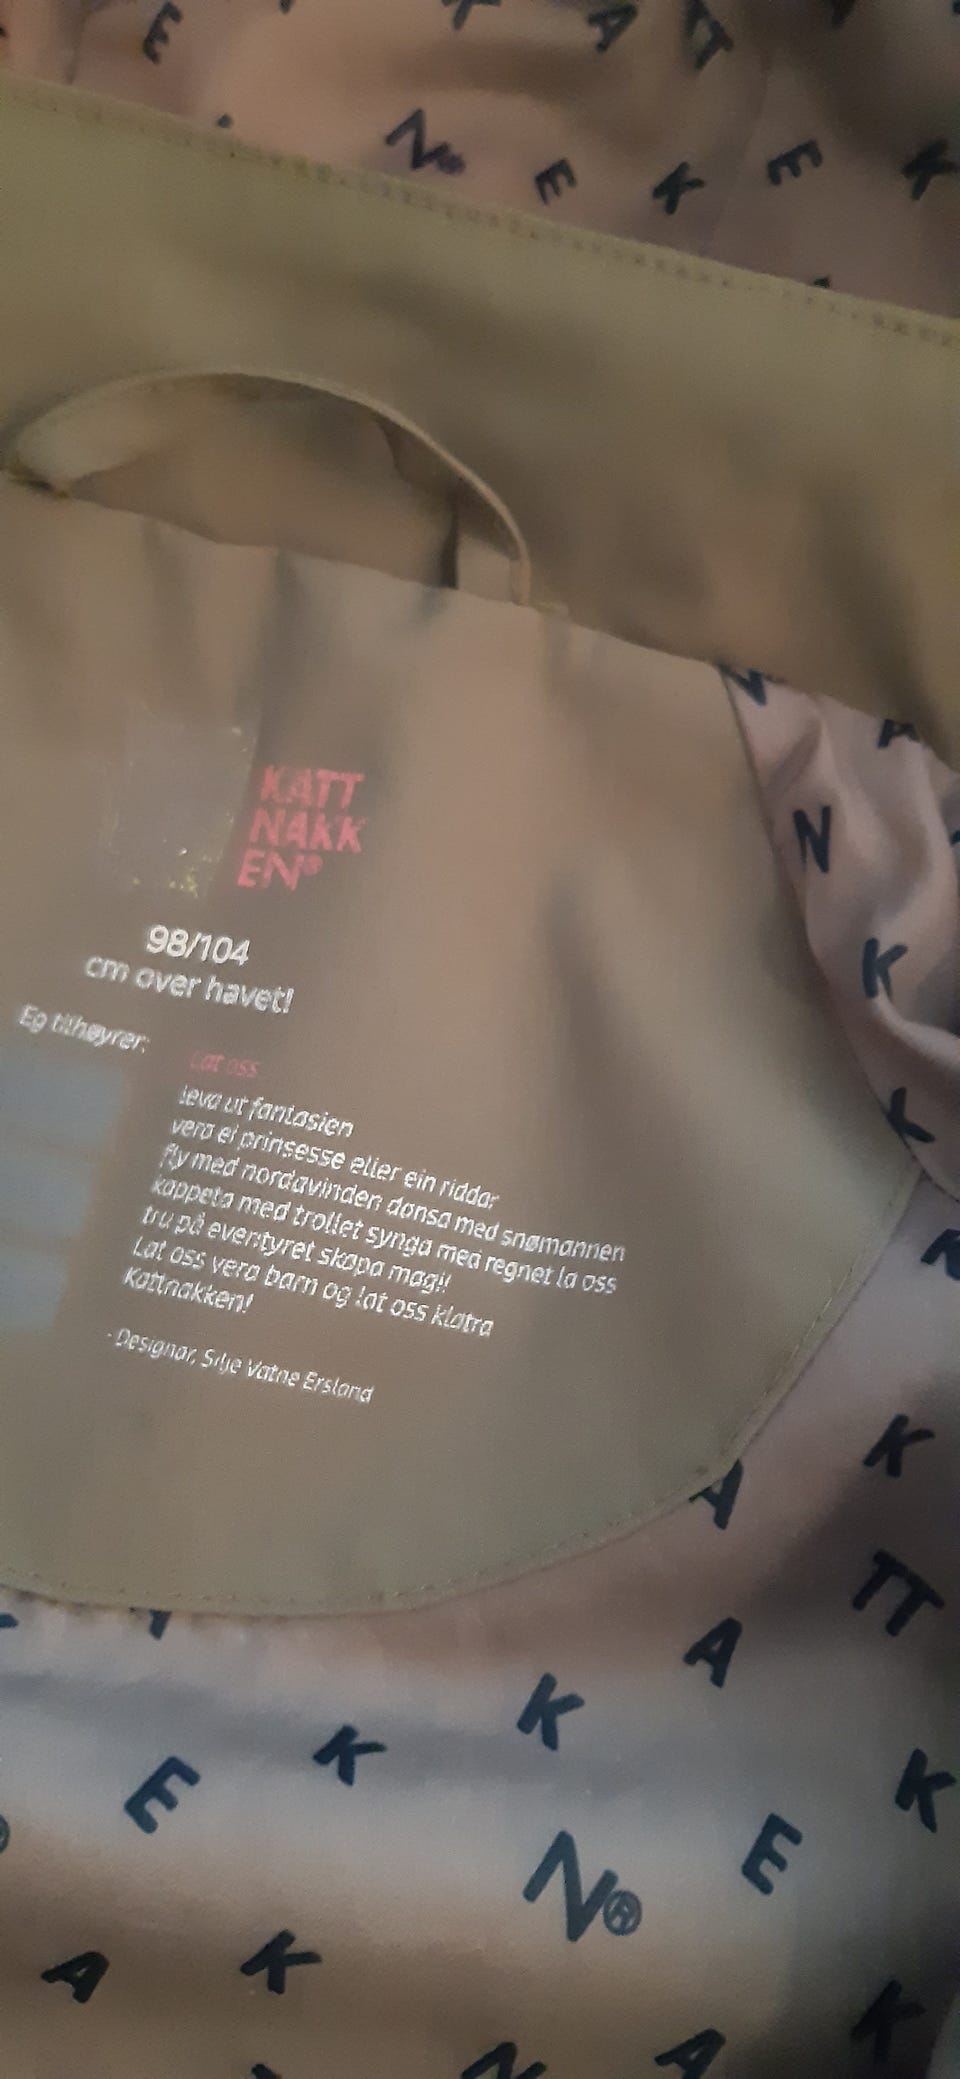 KATT
NAKK
EN®
98/104
cm over havet!
Eg tilhøyrer:
Lat oss
leva ut fantasien
vera ei prinsesse eller ein riddar
fly med nordavinden dansa med snømannen
kappeta med trollet synga med regnet la oss
tru på eventyret skapa magi!
Lat oss vera barn og lat oss klatra
Kattnakken!
- Designar, Silje Vatne Ersland
E
K
A
TT
N
E
K
E
K
N
A
N
K
K
K
A
K
TT
A
K
K
E
K
E
N®
A
K
K
A